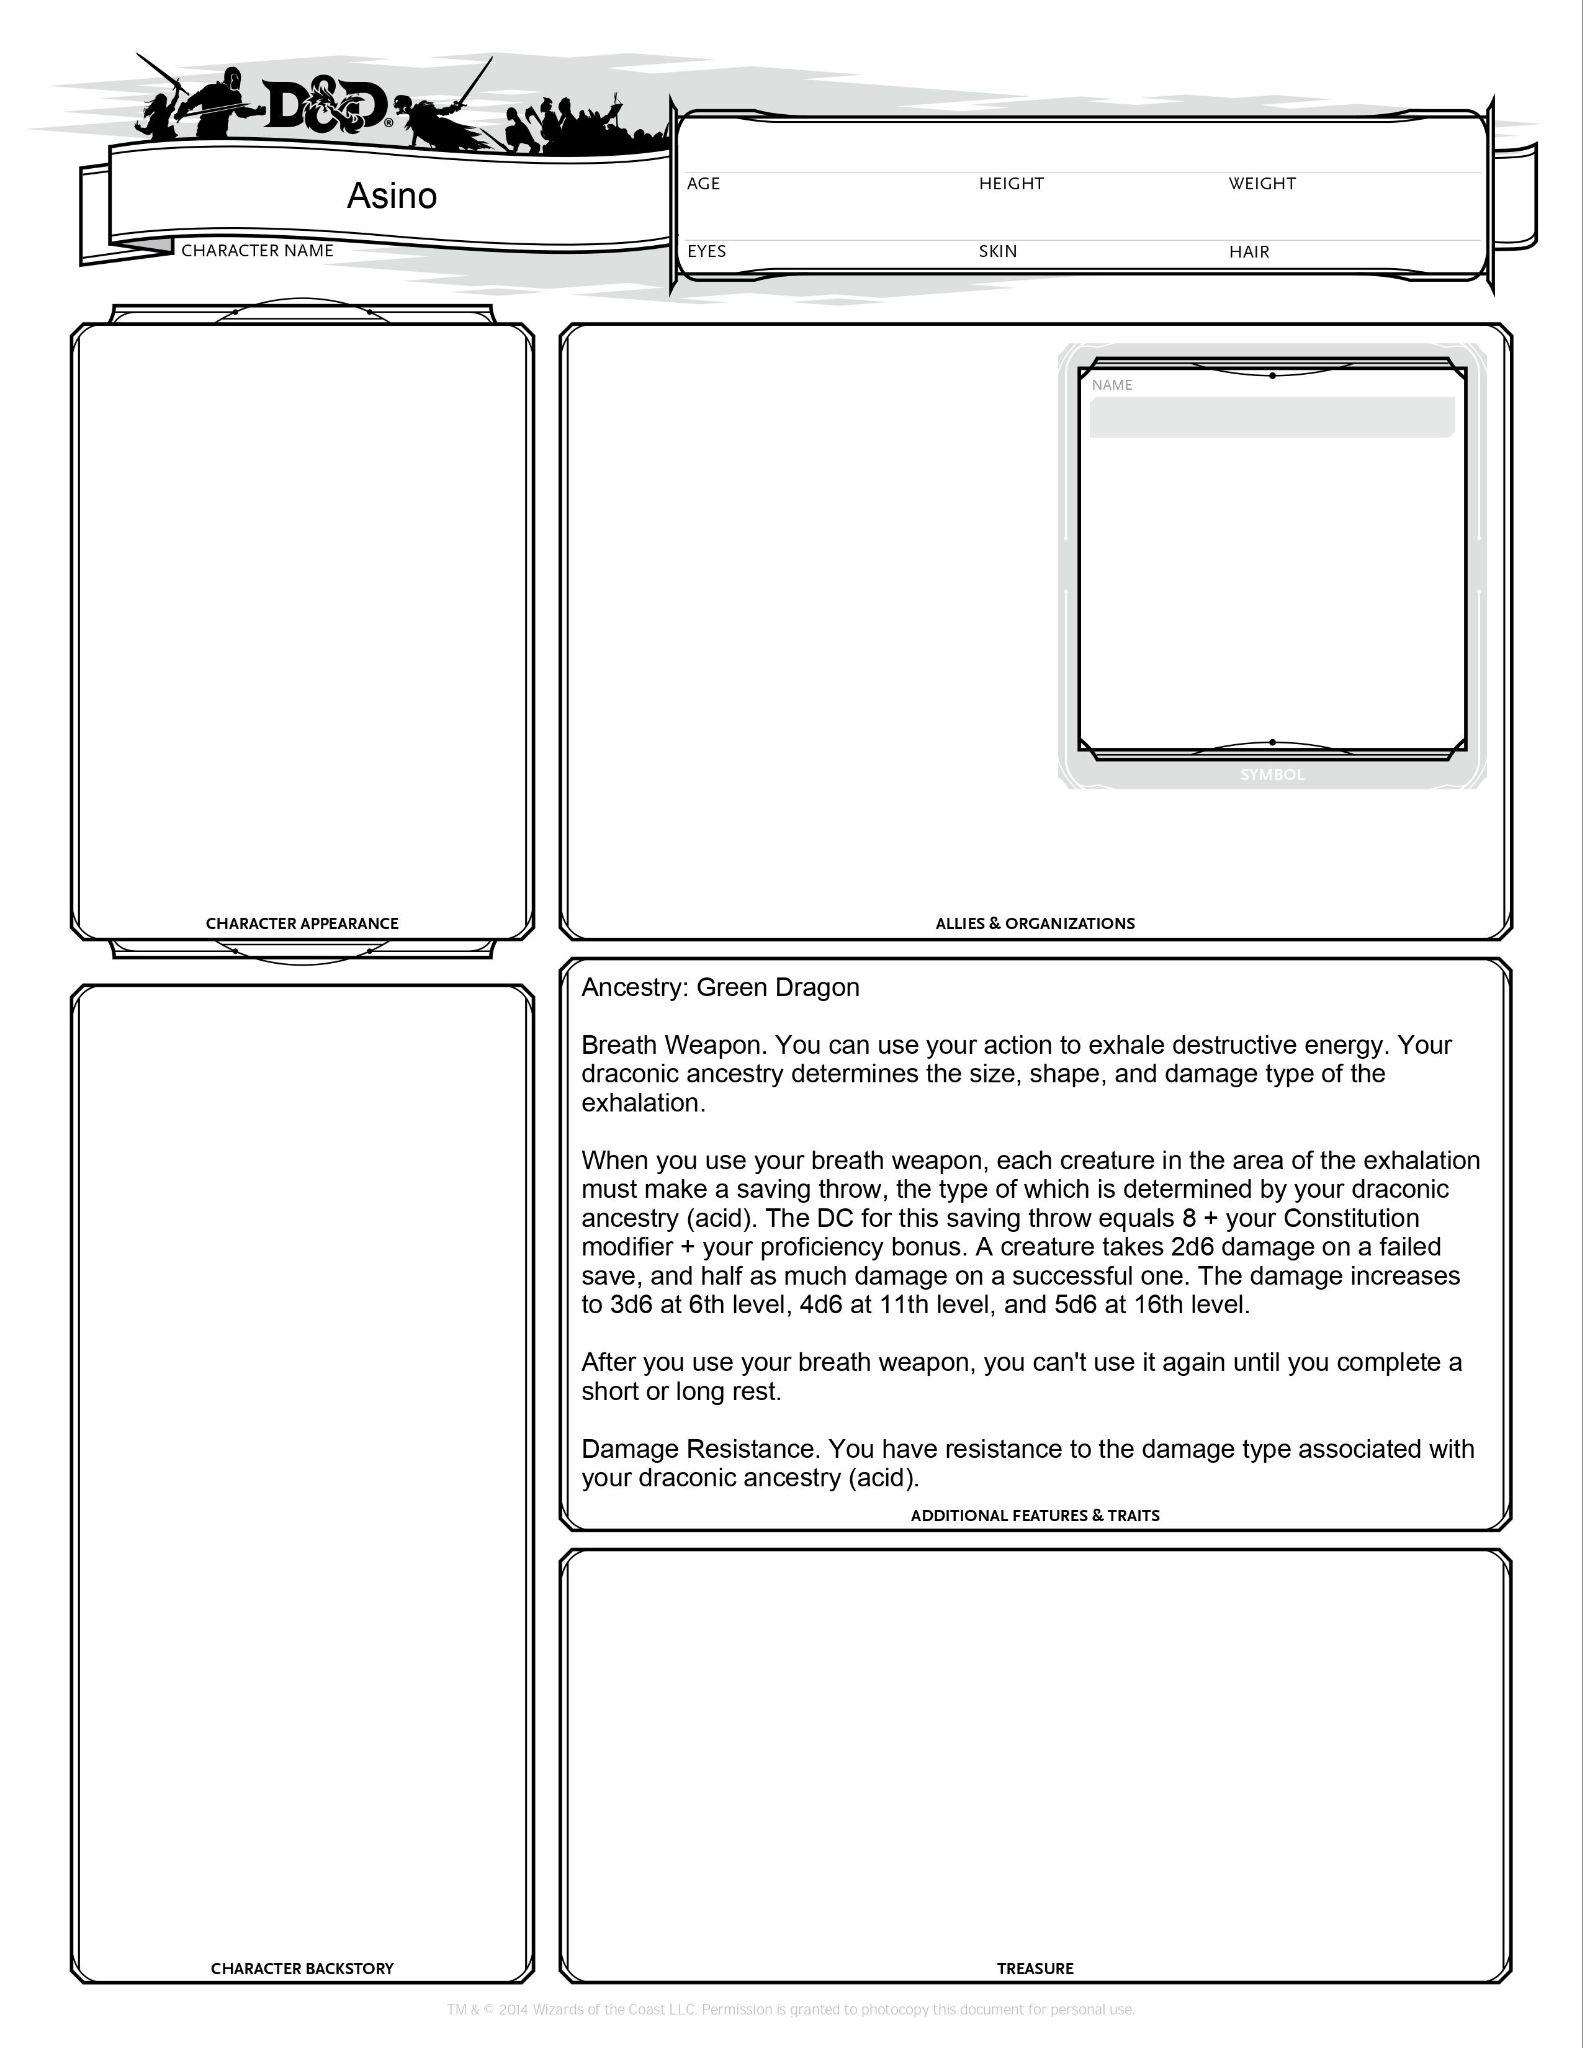 D&D®
Asino
CHARACTER NAME
AGE HEIGHT WEIGHT
EYES SKIN HAIR
CHARACTER APPEARANCE
NAME
SYMBOL
ALLIES & ORGANIZATIONS
Ancestry: Green Dragon
Breath Weapon. You can use your action to exhale destructive energy. Your
draconic ancestry determines the size, shape, and damage type of the
exhalation.
When you use your breath weapon, each creature in the area of the exhalation
must make a saving throw, the type of which is determined by your draconic
ancestry (acid). The DC for this saving throw equals 8 + your Constitution
modifier + your proficiency bonus. A creature takes 2d6 damage on a failed
save, and half as much damage on a successful one. The damage increases
to 3d6 at 6th level, 4d6 at 11th level, and 5d6 at 16th level.
After you use your breath weapon, you can't use it again until you complete a
short or long rest.
Damage Resistance. You have resistance to the damage type associated with
your draconic ancestry (acid).
ADDITIONAL FEATURES & TRAITS
CHARACTER BACKSTORY
TREASURE
TM & © 2014 Wizards of the Coast LLC. Permission is granted to photocopy this document for personal use.